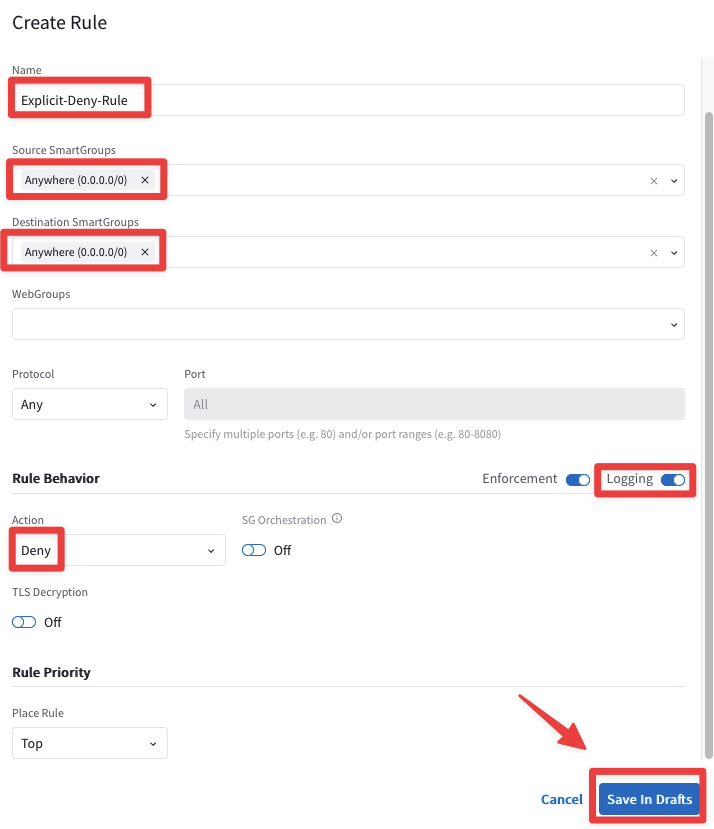 Create Rule
Name
Explicit-Deny-Rule
Source SmartGroups
Anywhere (0.0.0.0/0)
Destination SmartGroups
Anywhere (0.0.0.0/0)
WebGroups
Protocol Port
Any All
Specify multiple ports (e.g. 80) and/or port ranges (e.g. 80-8080)
Rule Behavior Enforcement Logging
Action SG Orchestration
Deny Off
TLS Decryption
Off
Rule Priority
Place Rule
Top
Cancel Save In Drafts